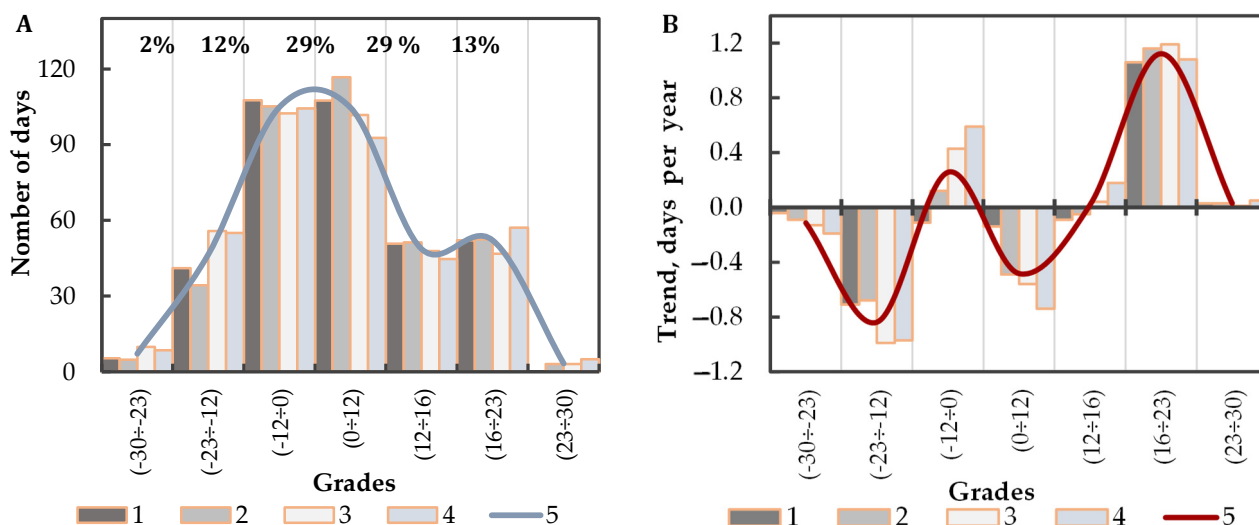 A
2% 12% 29% 29 % 13%
120
90
60
30
0
Nomber of days
(-30÷-23)
(-23÷-12)
(-12÷0)
(0÷12)
(12÷16)
(16÷23)
(23÷30)
Grades
1 2 3 4 5
B
1.2
0.8
0.4
0.0
–0.4
–0.8
–1.2
Trend, days per year
(-30÷-23)
(-23÷-12)
(-12÷0)
(0÷12)
(12÷16)
(16÷23)
(23÷30)
Grades
1 2 3 4 5